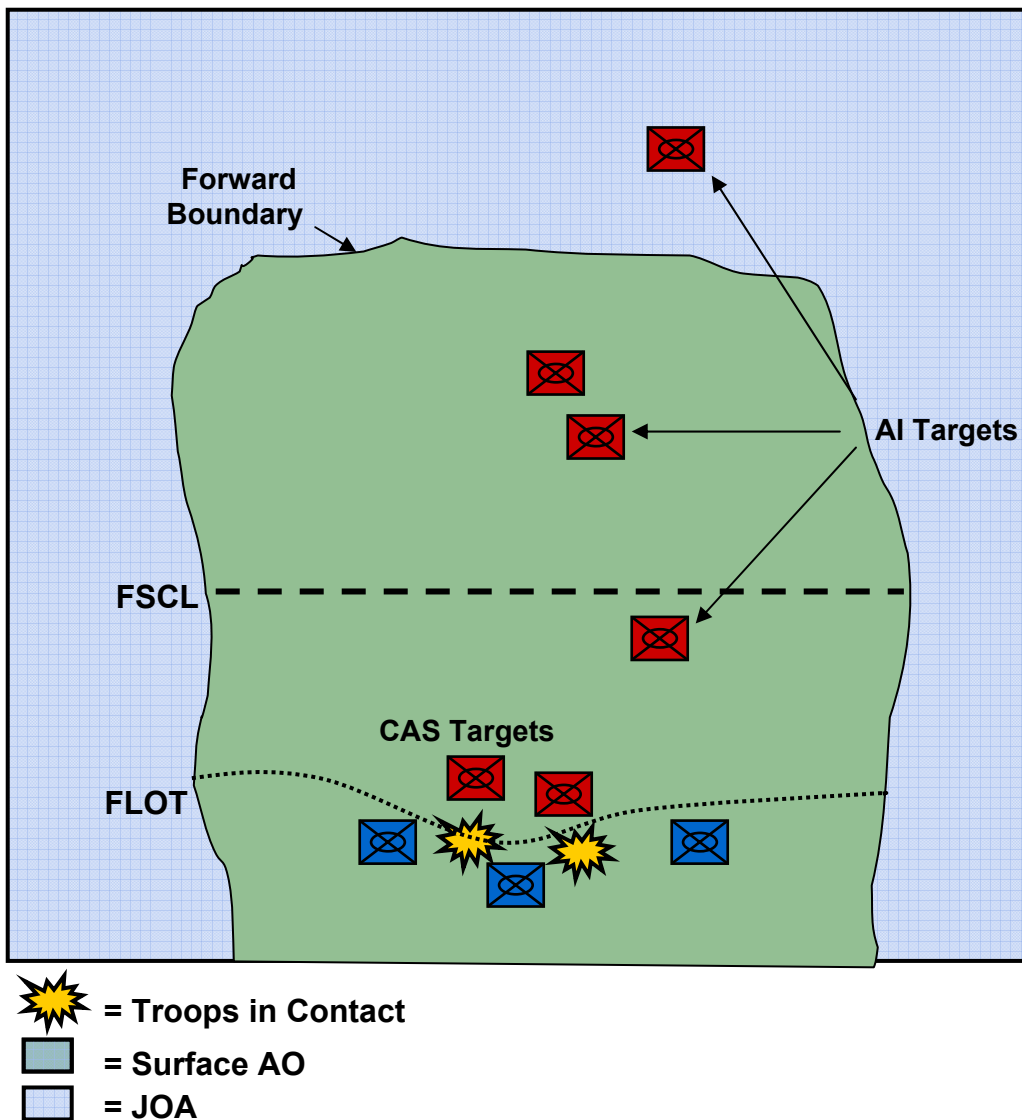 Forward
Boundary
AI Targets
FSCL
CAS Targets
FLOT
= Troops in Contact
= Surface AO
= JOA